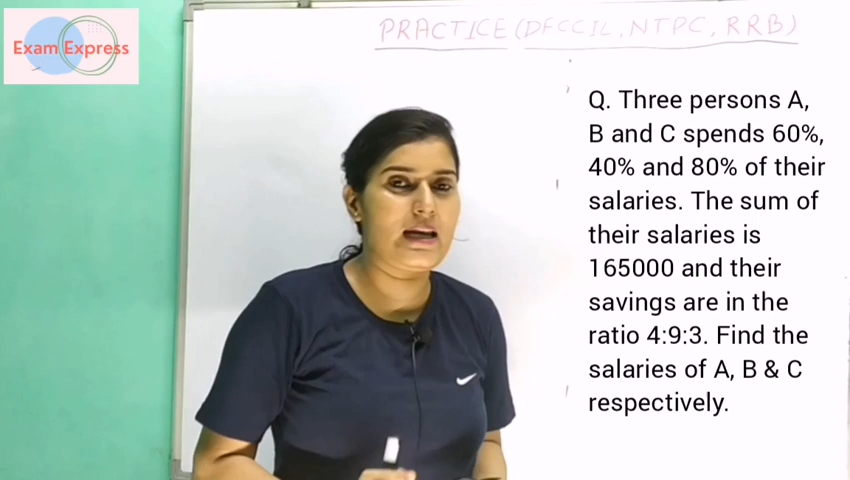 PRACTICE (DFCCIL, NTPC, RRB)
Exam Express
Q. Three persons A,
B and C spends 60%,
40% and 80% of their
salaries. The sum of
their salaries is
165000 and their
savings are in the
ratio 4:9:3. Find the
salaries of A, B & C
respectively.